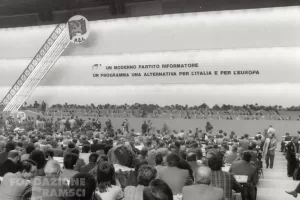 P.C.I.
UN MODERNO PARTITO RIFORMATORE
UN PROGRAMMA UNA ALTERNATIVA PER L'ITALIA E PER L'EUROPA
FONDAZIONE
GRAMSCI